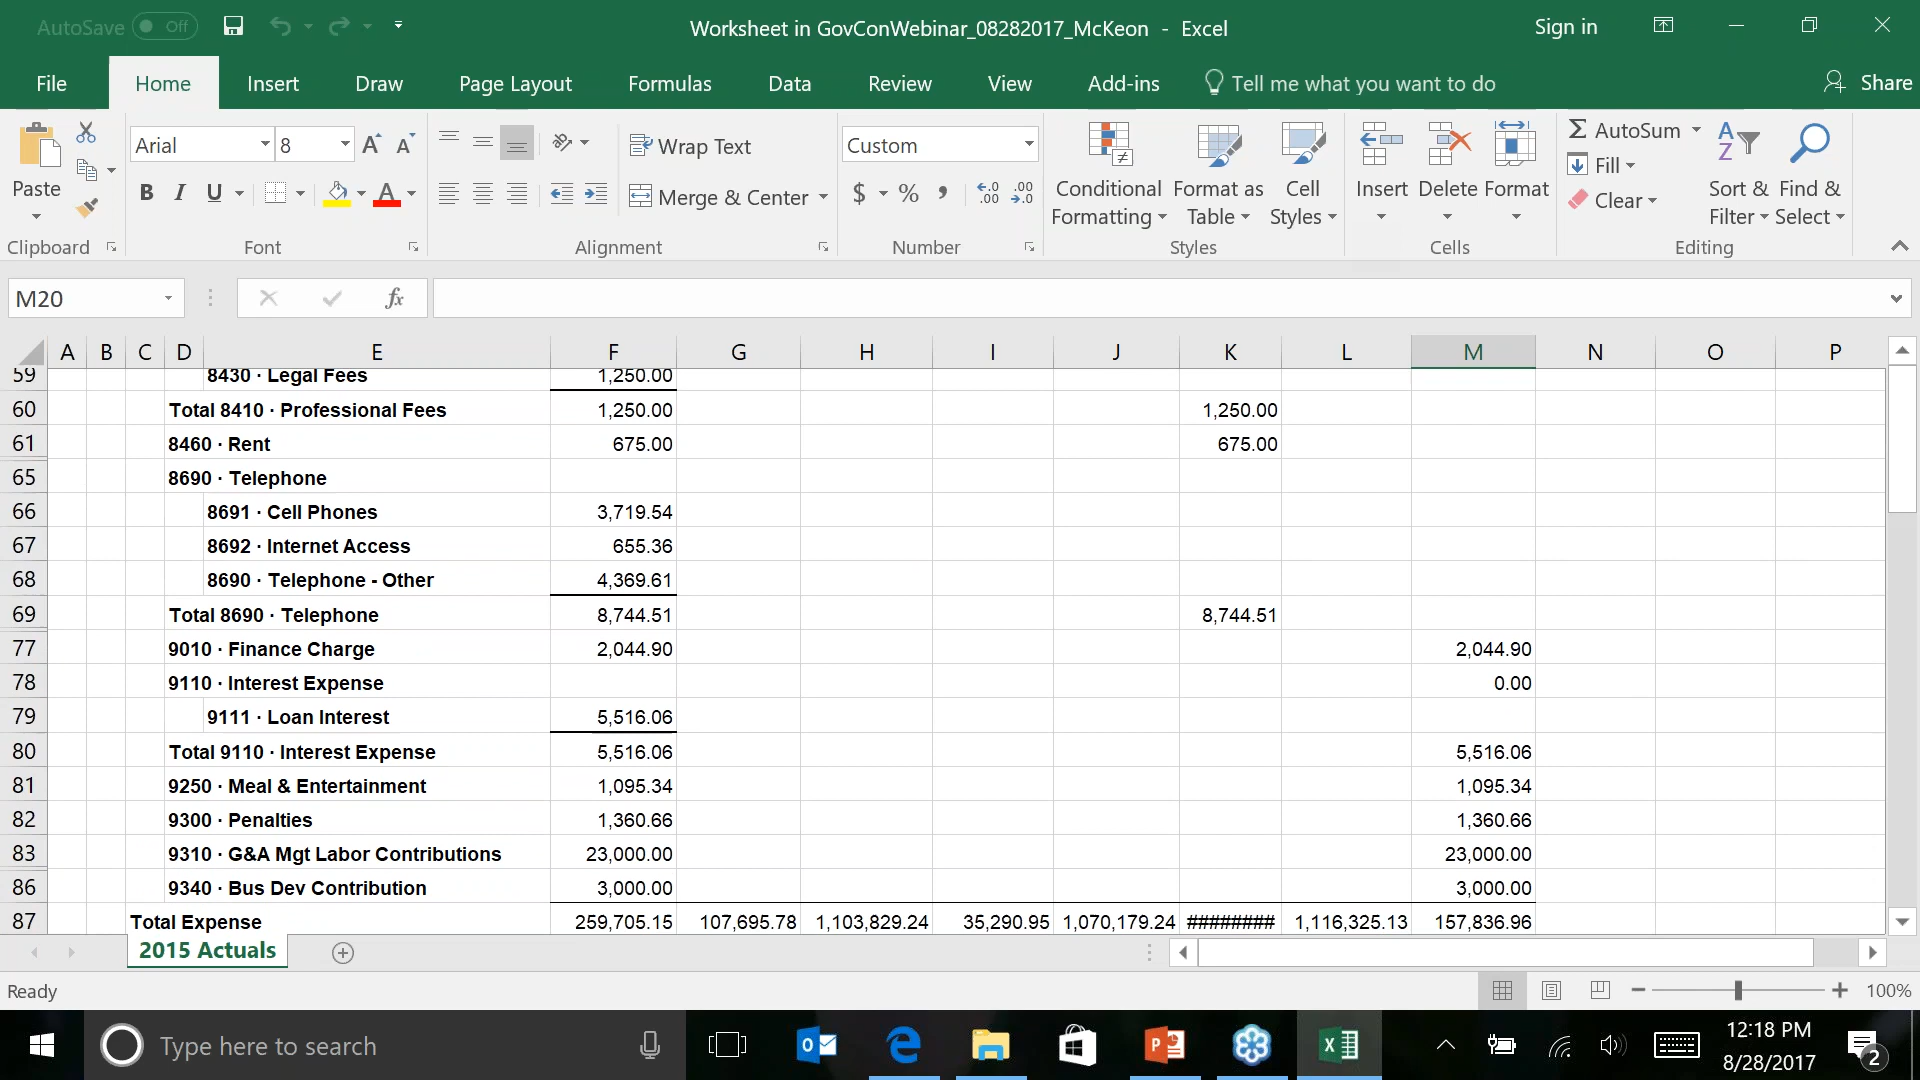 AutoSave Off Worksheet in GovConWebinar_08282017_McKeon - Excel Sign in
File Home Insert Draw Page Layout Formulas Data Review View Add-ins Tell me what you want to do Share
Paste
Clipboard
Arial 8
B I U A
Font
Wrap Text
Merge & Center
Alignment
Custom
$ % , .0 .00 .00 .0
Number
Conditional Formatting
Format as Table
Cell Styles
Styles
Insert Delete Format
Cells
Σ AutoSum
Fill
Clear
Sort & Filter
Find & Select
Editing
M20 fx
A B C D E F G H I J K L M N O P
59 8430 · Legal Fees 1,250.00
60 Total 8410 · Professional Fees 1,250.00 1,250.00
61 8460 · Rent 675.00 675.00
65 8690 · Telephone
66 8691 · Cell Phones 3,719.54
67 8692 · Internet Access 655.36
68 8690 · Telephone - Other 4,369.61
69 Total 8690 · Telephone 8,744.51 8,744.51
77 9010 · Finance Charge 2,044.90 2,044.90
78 9110 · Interest Expense 0.00
79 9111 · Loan Interest 5,516.06
80 Total 9110 · Interest Expense 5,516.06 5,516.06
81 9250 · Meal & Entertainment 1,095.34 1,095.34
82 9300 · Penalties 1,360.66 1,360.66
83 9310 · G&A Mgt Labor Contributions 23,000.00 23,000.00
86 9340 · Bus Dev Contribution 3,000.00 3,000.00
87 Total Expense 259,705.15 107,695.78 1,103,829.24 35,290.95 1,070,179.24 ######## 1,116,325.13 157,836.96
2015 Actuals
Ready 100%
Type here to search
12:18 PM
8/28/2017
2